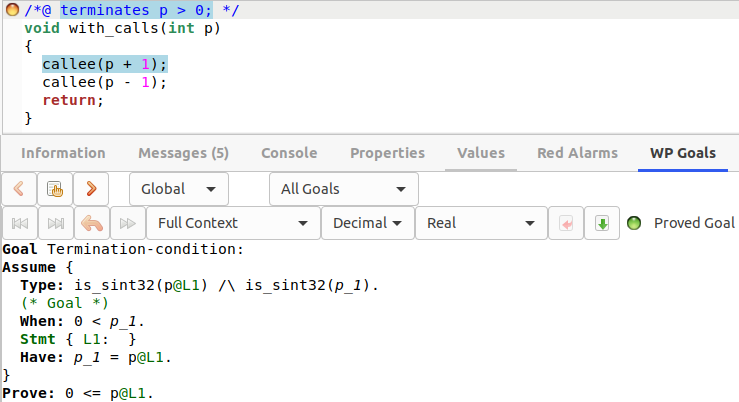 /*@ terminates p > 0; */
void with_calls(int p)
{
  callee(p + 1);
  callee(p - 1);
  return;
}
Information Messages (5) Console Properties Values Red Alarms WP Goals
Global All Goals
Full Context Decimal Real Proved Goal
Goal Termination-condition:
Assume {
  Type: is_sint32(p@L1) /\ is_sint32(p_1).
  (* Goal *)
  When: 0 < p_1.
  Stmt { L1:  }
  Have: p_1 = p@L1.
}
Prove: 0 <= p@L1.